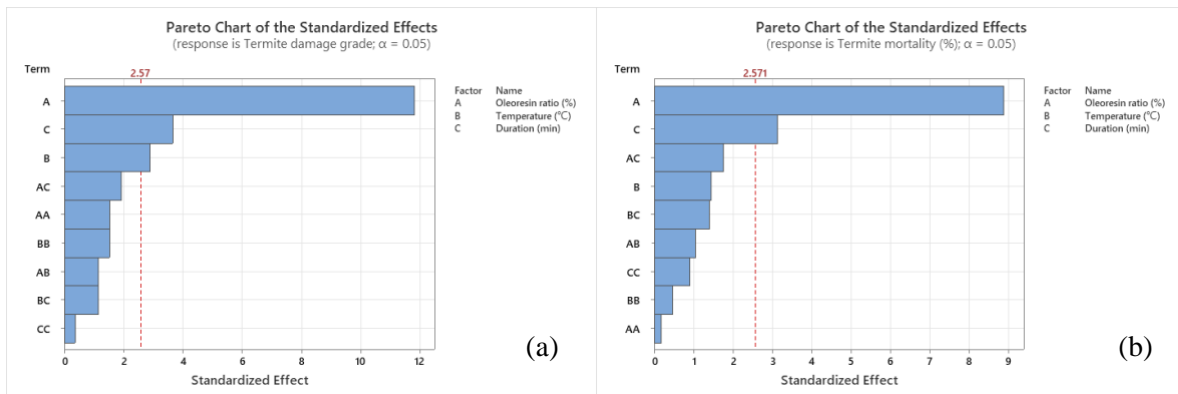 Pareto Chart of the Standardized Effects
(response is Termite damage grade; α = 0.05)
Term
2.57
A
C
B
AC
AA
BB
AB
BC
CC
0 2 4 6 8 10 12
Standardized Effect
Factor Name
A Oleoresin ratio (%)
B Temperature (℃)
C Duration (min)
(a)
Pareto Chart of the Standardized Effects
(response is Termite mortality (%); α = 0.05)
Term
2.571
A
C
AC
B
BC
AB
CC
BB
AA
0 1 2 3 4 5 6 7 8 9
Standardized Effect
Factor Name
A Oleoresin ratio (%)
B Temperature (℃)
C Duration (min)
(b)